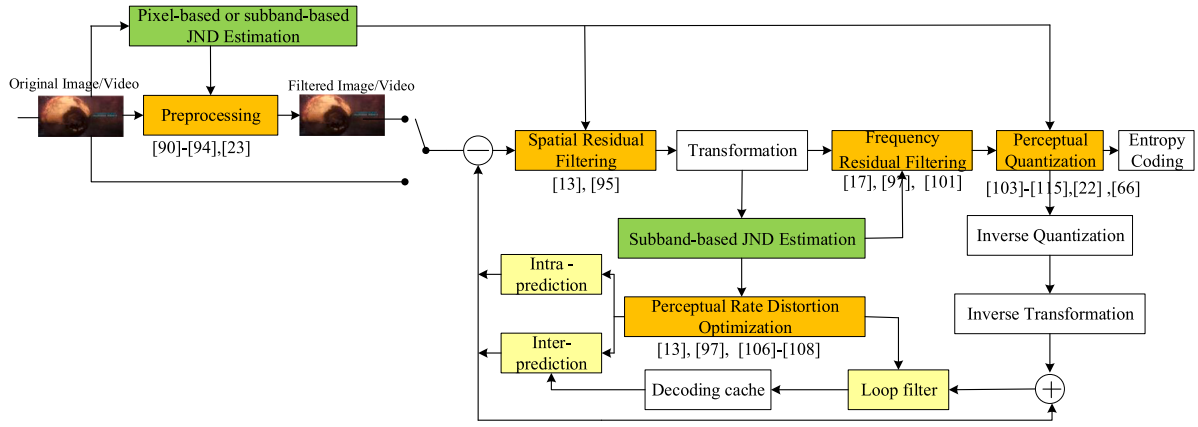 Pixel-based or subband-based
JND Estimation
Original Image/Video
Filtered Image/Video
Preprocessing
[90]-[94],[23]
Spatial Residual
Filtering
[13], [95]
Transformation
Frequency
Residual Filtering
[17], [97], [101]
Perceptual
Quantization
[103]-[115],[22] ,[66]
Entropy
Coding
Subband-based JND Estimation
Inverse Quantization
Intra -
prediction
Perceptual Rate Distortion
Optimization
[13], [97], [106]-[108]
Inverse Transformation
Inter-
prediction
Decoding cache
Loop filter